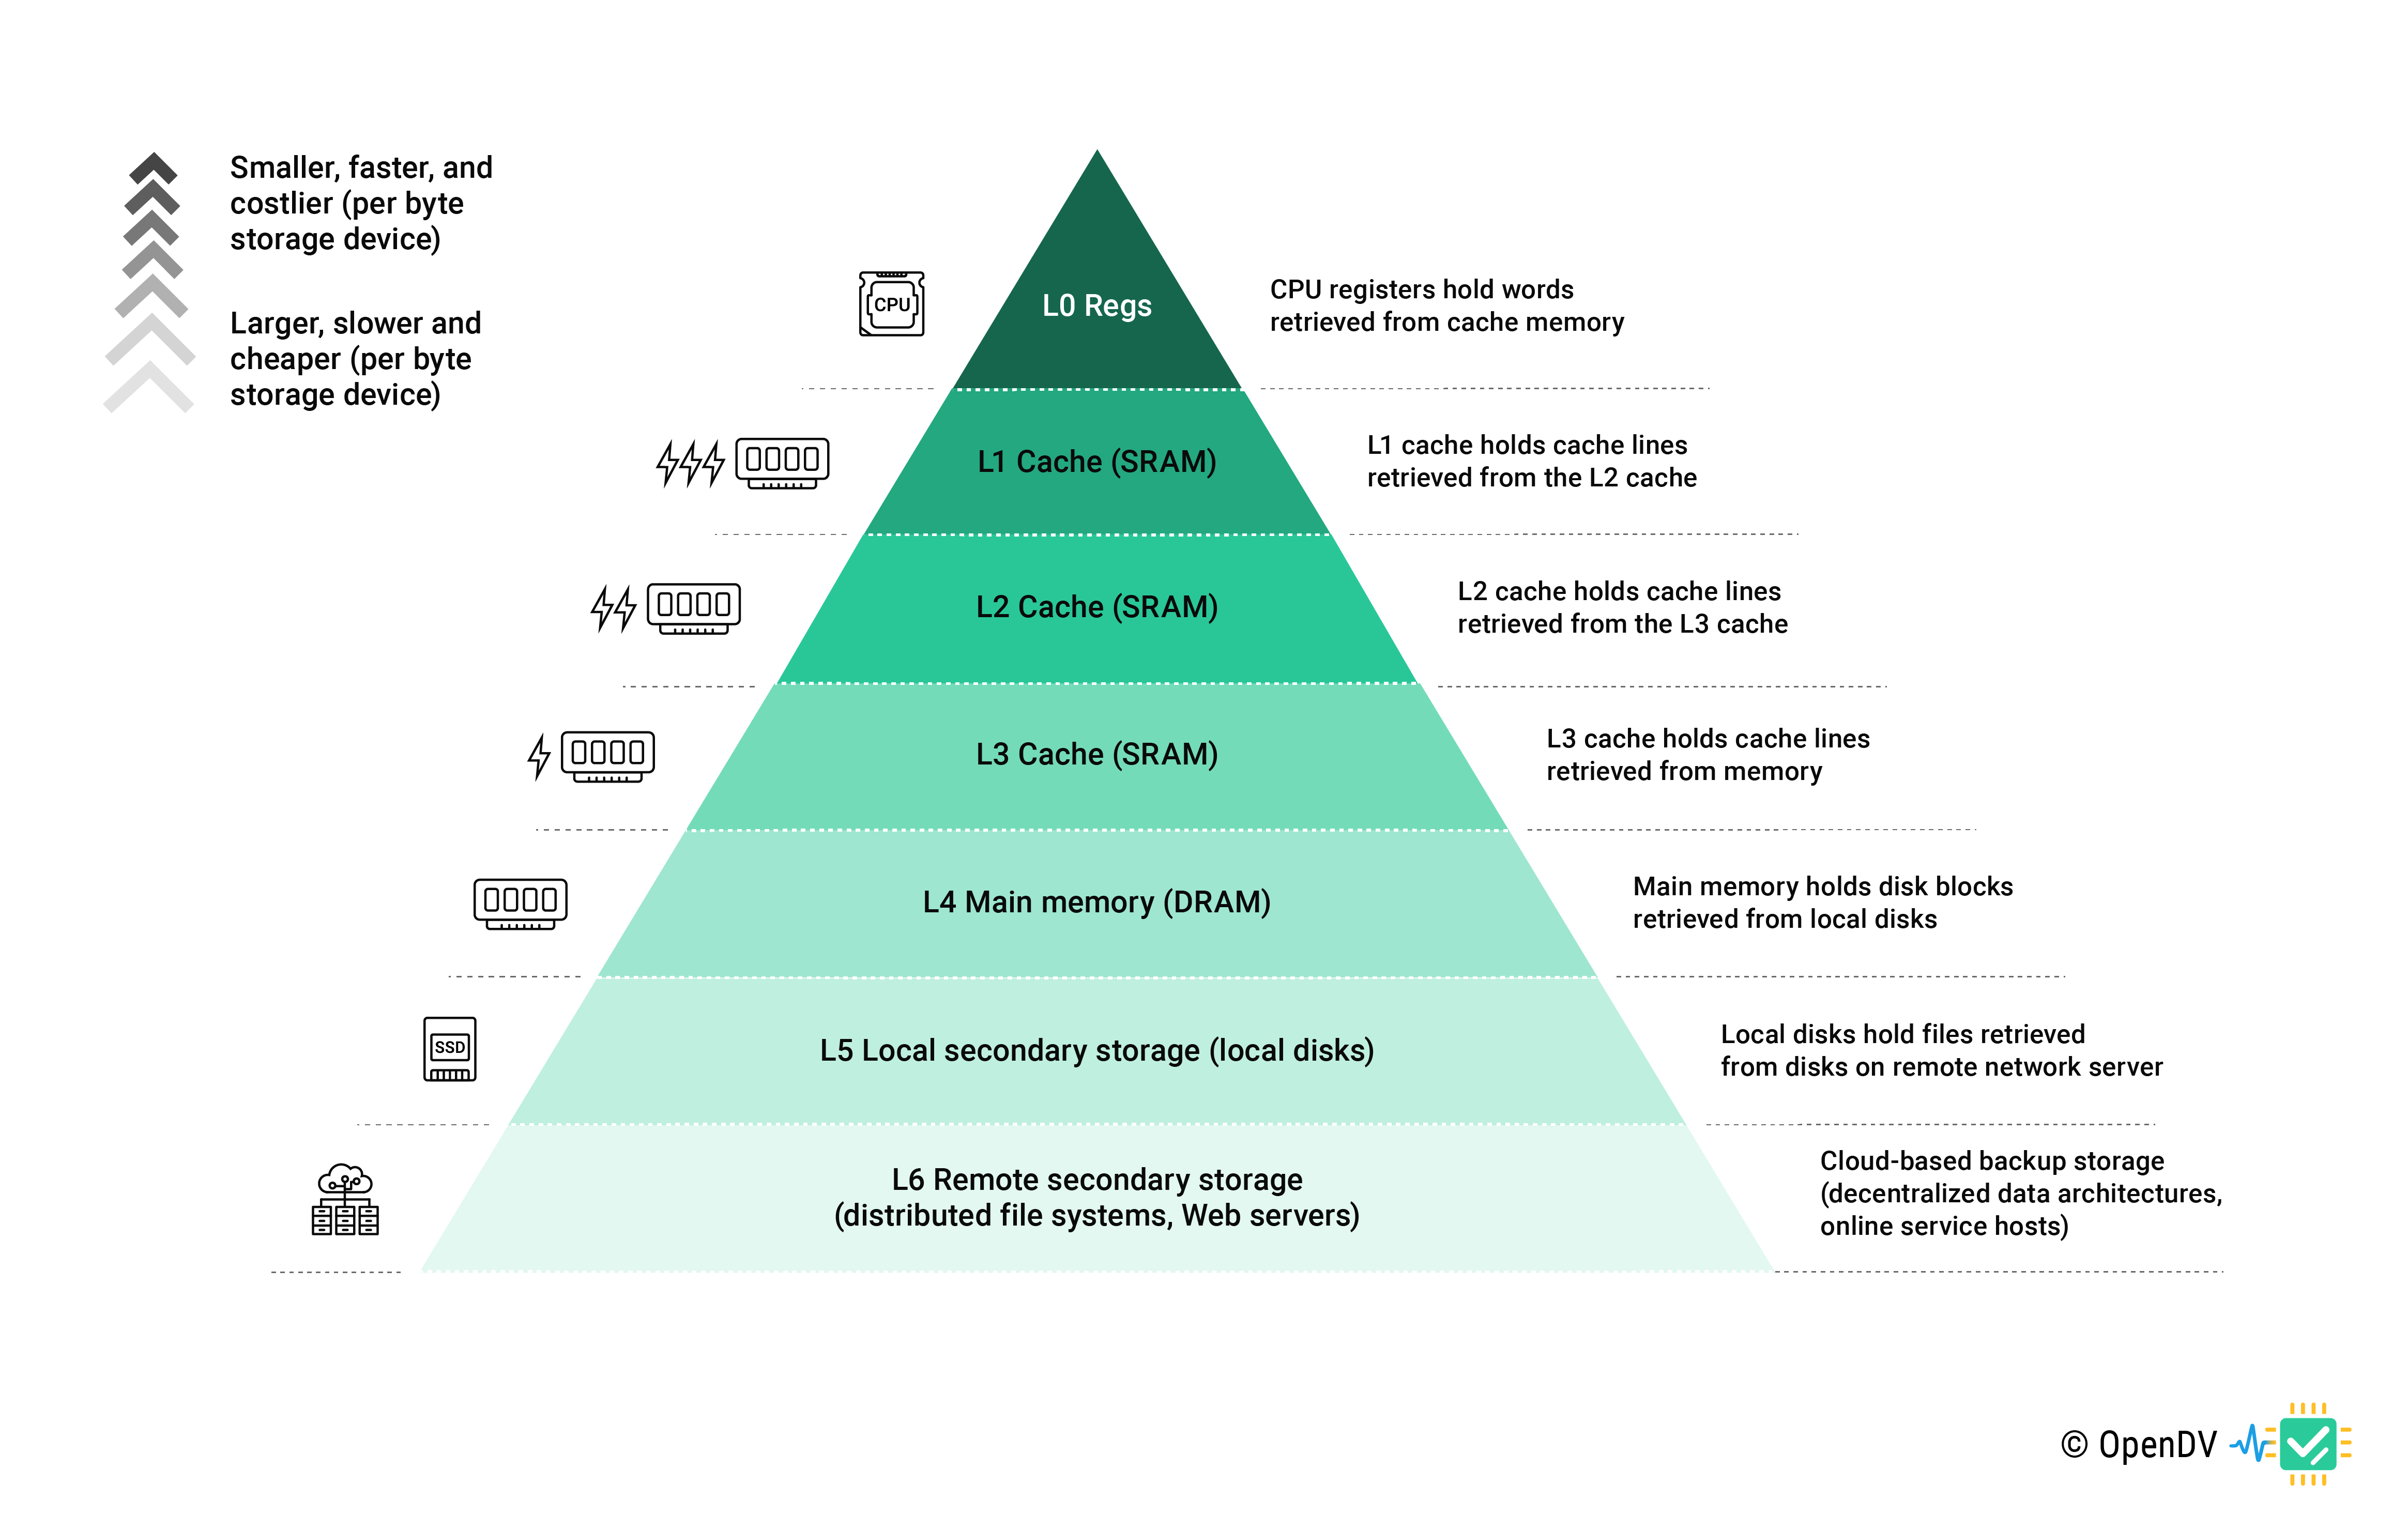 Smaller, faster, and
costlier (per byte
storage device)
Larger, slower and
cheaper (per byte
storage device)
CPU
L0 Regs
CPU registers hold words
retrieved from cache memory
L1 Cache (SRAM)
L1 cache holds cache lines
retrieved from the L2 cache
L2 Cache (SRAM)
L2 cache holds cache lines
retrieved from the L3 cache
L3 Cache (SRAM)
L3 cache holds cache lines
retrieved from memory
L4 Main memory (DRAM)
Main memory holds disk blocks
retrieved from local disks
SSD
L5 Local secondary storage (local disks)
Local disks hold files retrieved
from disks on remote network server
L6 Remote secondary storage
(distributed file systems, Web servers)
Cloud-based backup storage
(decentralized data architectures,
online service hosts)
© OpenDV